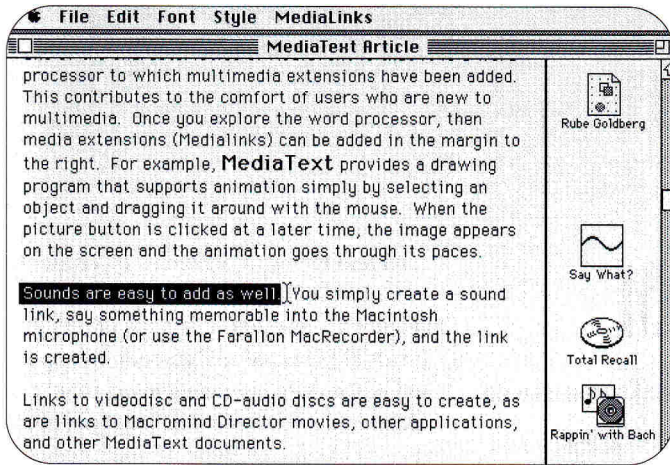 File Edit Font Style MediaLinks
MediaText Article
processor to which multimedia extensions have been added.
This contributes to the comfort of users who are new to
multimedia. Once you explore the word processor, then
media extensions (Medialinks) can be added in the margin to
the right. For example, MediaText provides a drawing
program that supports animation simply by selecting an
object and dragging it around with the mouse. When the
picture button is clicked at a later time, the image appears
on the screen and the animation goes through its paces.
Sounds are easy to add as well. You simply create a sound
link, say something memorable into the Macintosh
microphone (or use the Farallon MacRecorder), and the link
is created.
Links to videodisc and CD-audio discs are easy to create, as
are links to Macromind Director movies, other applications,
and other MediaText documents.
Rube Goldberg
Say What?
Total Recall
Rappin' with Bach